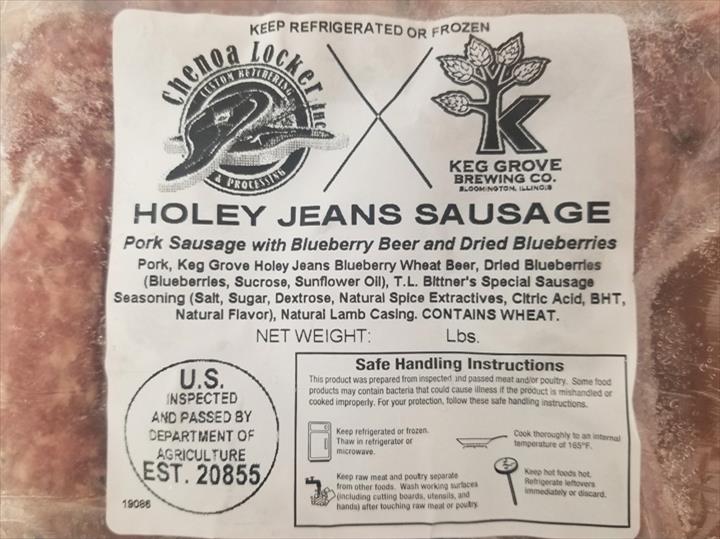 KEEP REFRIGERATED OR FROZEN
Chenoa Locker, Inc
CUSTOM BUTCHERING
& PROCESSING
K
KEG GROVE
BREWING CO.
BLOOMINGTON, ILLINOIS
HOLEY JEANS SAUSAGE
Pork Sausage with Blueberry Beer and Dried Blueberries
Pork, Keg Grove Holey Jeans Blueberry Wheat Beer, Dried Blueberries
(Blueberries, Sucrose, Sunflower Oil), T.L. Bittner's Special Sausage
Seasoning (Salt, Sugar, Dextrose, Natural Spice Extractives, Citric Acid, BHT,
Natural Flavor), Natural Lamb Casing. CONTAINS WHEAT.
NET WEIGHT: Lbs.
U.S.
INSPECTED
AND PASSED BY
DEPARTMENT OF
AGRICULTURE
EST. 20855
19086
Safe Handling Instructions
This product was prepared from inspected and passed meat and/or poultry. Some food
products may contain bacteria that could cause illness if the product is mishandled or
cooked improperly. For your protection, follow these safe handling instructions.
Keep refrigerated or frozen.
Thaw in refrigerator or
microwave.
Cook thoroughly to an internal
temperature of 165°F.
Keep raw meat and poultry separate
from other foods. Wash working surfaces
(including cutting boards, utensils, and
hands) after touching raw meat or poultry.
Keep hot foods hot.
Refrigerate leftovers
immediately or discard.